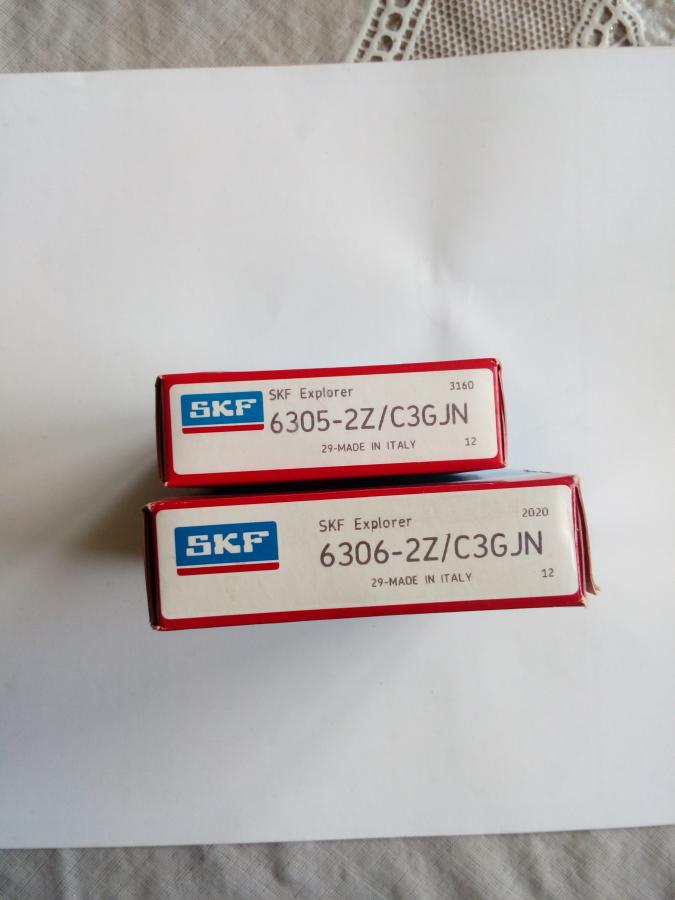 SKF
SKF Explorer
3160
6305-2Z/C3GJN
29-MADE IN ITALY
12
SKF
SKF Explorer
2020
6306-2Z/C3GJN
29-MADE IN ITALY
12